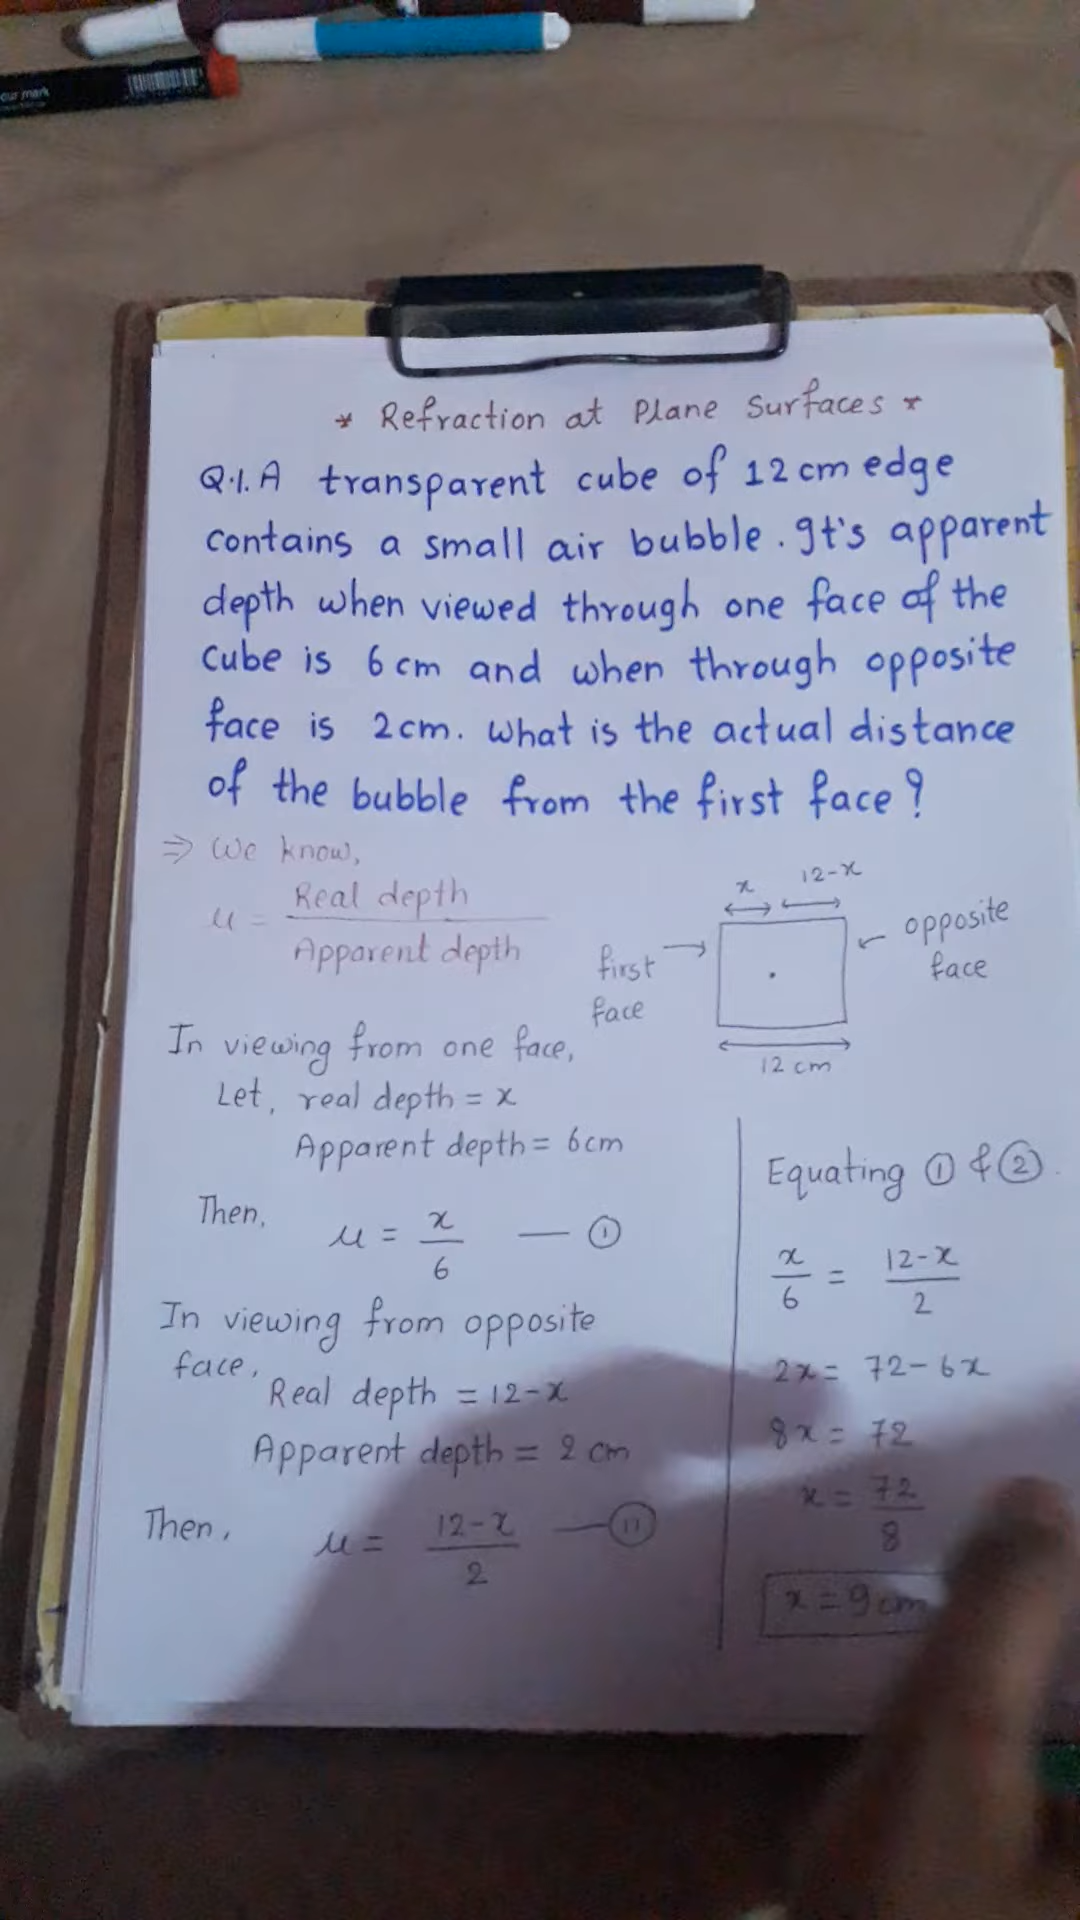 our mark
* Refraction at Plane Surfaces *
Q.1. A transparent cube of 12 cm edge
contains a small air bubble. It's apparent
depth when viewed through one face of the
cube is 6 cm and when through opposite
face is 2cm. What is the actual distance
of the bubble from the first face?
⇒ We know,
μ = Real depth / Apparent depth
x
12-x
first
face
opposite
face
12 cm
In viewing from one face,
Let, real depth = x
Apparent depth = 6cm
Then, μ = x/6 — ①
In viewing from opposite
face,
Real depth = 12-x
Apparent depth = 2 cm
Then, μ = 12-x/2 — ⑪
Equating ① & ②
x/6 = 12-x/2
2x = 72-6x
8x = 72
x = 72/8
x = 9cm